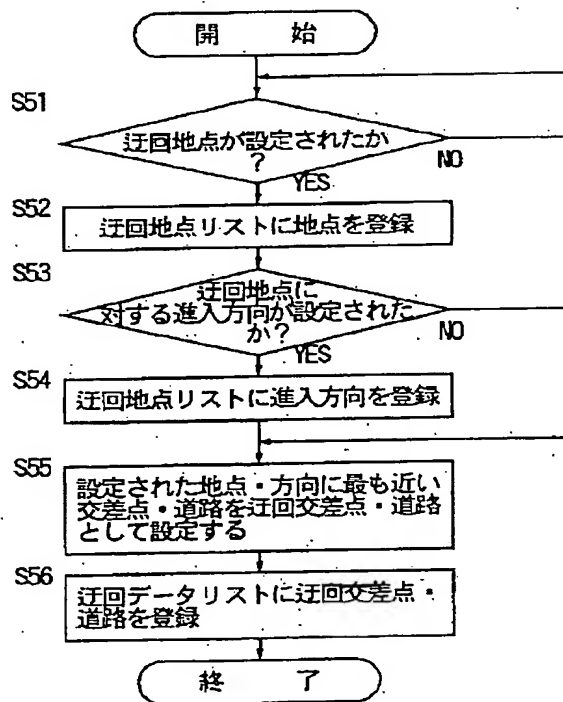 開 始
S51
迂回地点が設定されたか
?
NO
YES
S52
迂回地点リストに地点を登録
S53
迂回地点に
対する進入方向が設定された
か?
NO
YES
S54
迂回地点リストに進入方向を登録
S55
設定された地点・方向に最も近い
交差点・道路を迂回交差点・道路
として設定する
S56
迂回データリストに迂回交差点・
道路を登録
終 了